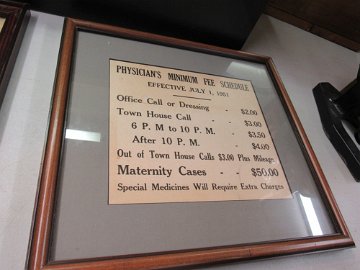 PHYSICIAN'S MINIMUM FEE SCHEDULE
EFFECTIVE JULY 1, 1951
Office Call or Dressing - $2.00
Town House Call - $3.00
6 P. M to 10 P. M. - $3.50
After 10 P. M. - $4.00
Out of Town House Calls $3.00 Plus Mileage
Maternity Cases - - $50.00
Special Medicines Will Require Extra Charges